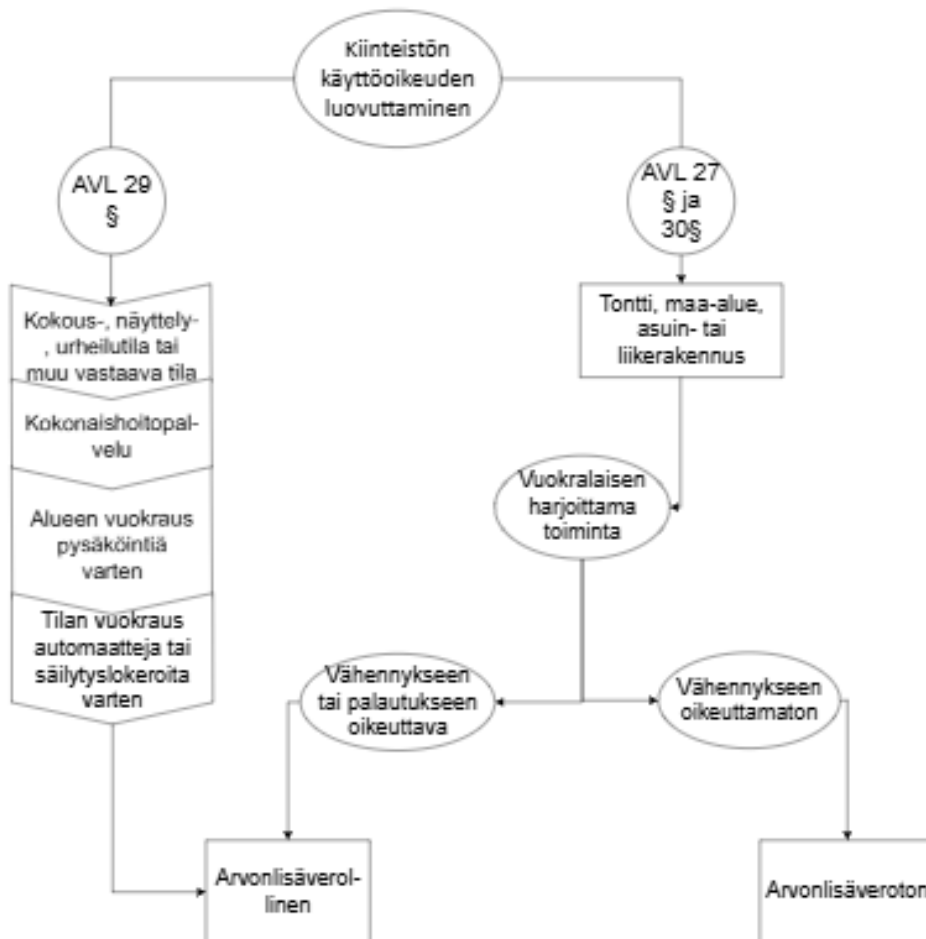 Kiinteistön
käyttöoikeuden
luovuttaminen
AVL 29
§
AVL 27
§ ja
30§
Kokous-, näyttely-
, urheilutila tai
muu vastaava tila
Tontti, maa-alue,
asuin- tai
liikerakennus
Kokonaishoitopal-
velu
Vuokralaisen
harjoittama
toiminta
Alueen vuokraus
pysäköintiä
varten
Tilan vuokraus
automaatteja tai
säilytyslokeroita
varten
Vähennykseen
tai palautukseen
oikeuttava
Vähennykseen
oikeuttamaton
Arvonlisäverol-
linen
Arvonlisäveroton